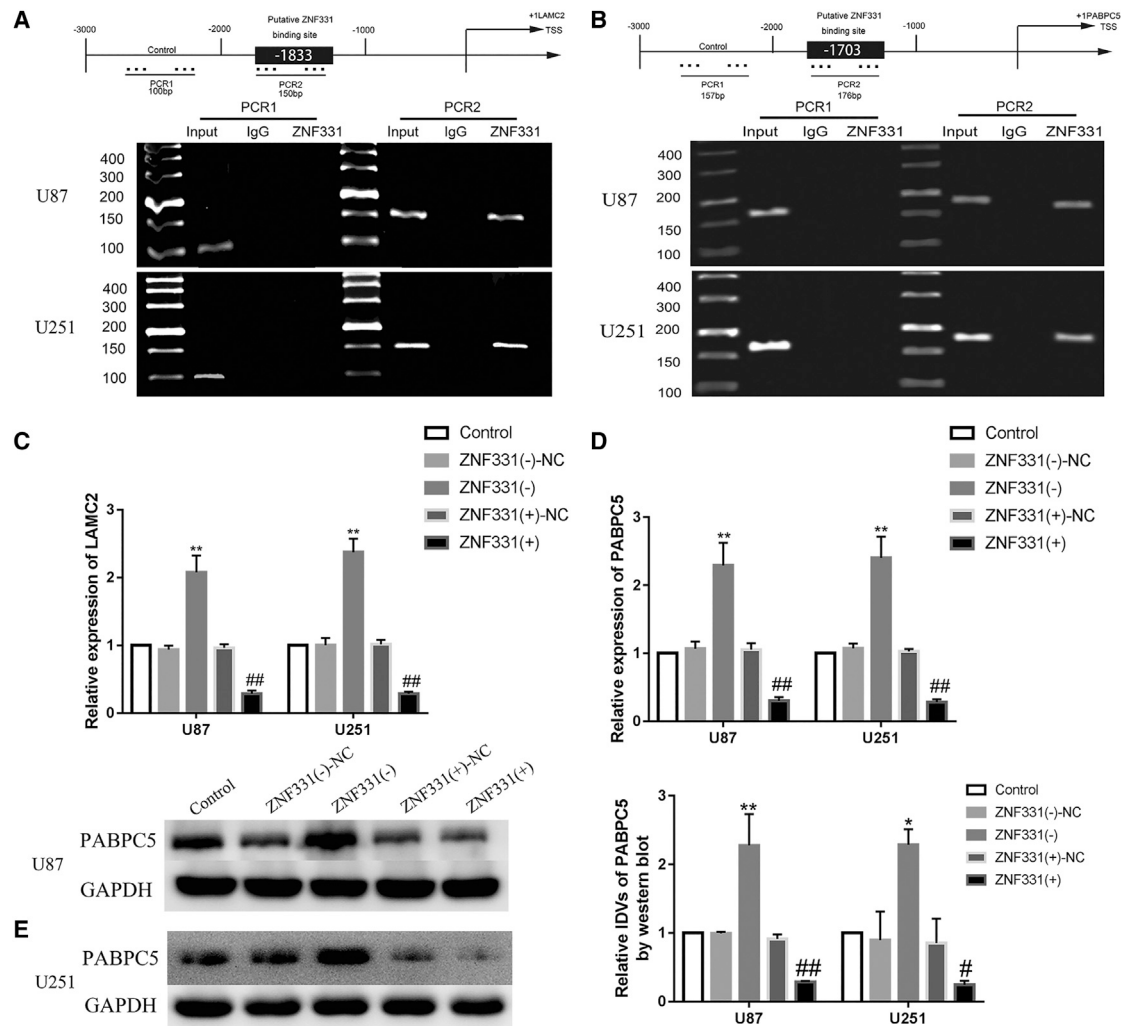 A
-3000
Control
-2000
Putative ZNF331
binding site
-1833
-1000
+1LAMC2
TSS
PCR1
100bp
PCR2
150bp
PCR1
PCR2
Input IgG ZNF331 Input IgG ZNF331
U87
400
300
200
150
100
U251
400
300
200
150
100
B
-3000
Control
-2000
Putative ZNF331
binding site
-1703
-1000
+1PABPC5
TSS
PCR1
157bp
PCR2
176bp
PCR1
PCR2
Input IgG ZNF331 Input IgG ZNF331
U87
400
300
200
150
100
U251
400
300
200
150
100
C
Control
ZNF331(-)-NC
ZNF331(-)
ZNF331(+)-NC
ZNF331(+)
Relative expression of LAMC2
3
2
1
0
**
##
**
##
U87
U251
D
Control
ZNF331(-)-NC
ZNF331(-)
ZNF331(+)-NC
ZNF331(+)
Relative expression of PABPC5
3
2
1
0
**
##
**
##
U87
U251
Control
ZNF331(-)-NC
ZNF331(-)
ZNF331(+)-NC
ZNF331(+)
U87
PABPC5
GAPDH
E
U251
PABPC5
GAPDH
Control
ZNF331(-)-NC
ZNF331(-)
ZNF331(+)-NC
ZNF331(+)
Relative IDVs of PABPC5
by western blot
3
2
1
0
**
##
*
#
U87
U251